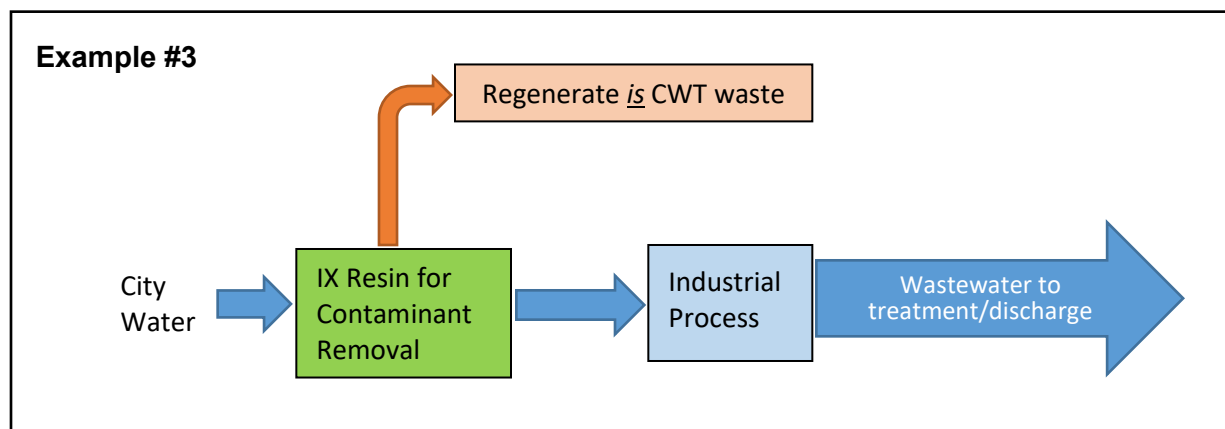 Example #3
Regenerate is CWT waste
City
Water
IX Resin for
Contaminant
Removal
Industrial
Process
Wastewater to
treatment/discharge